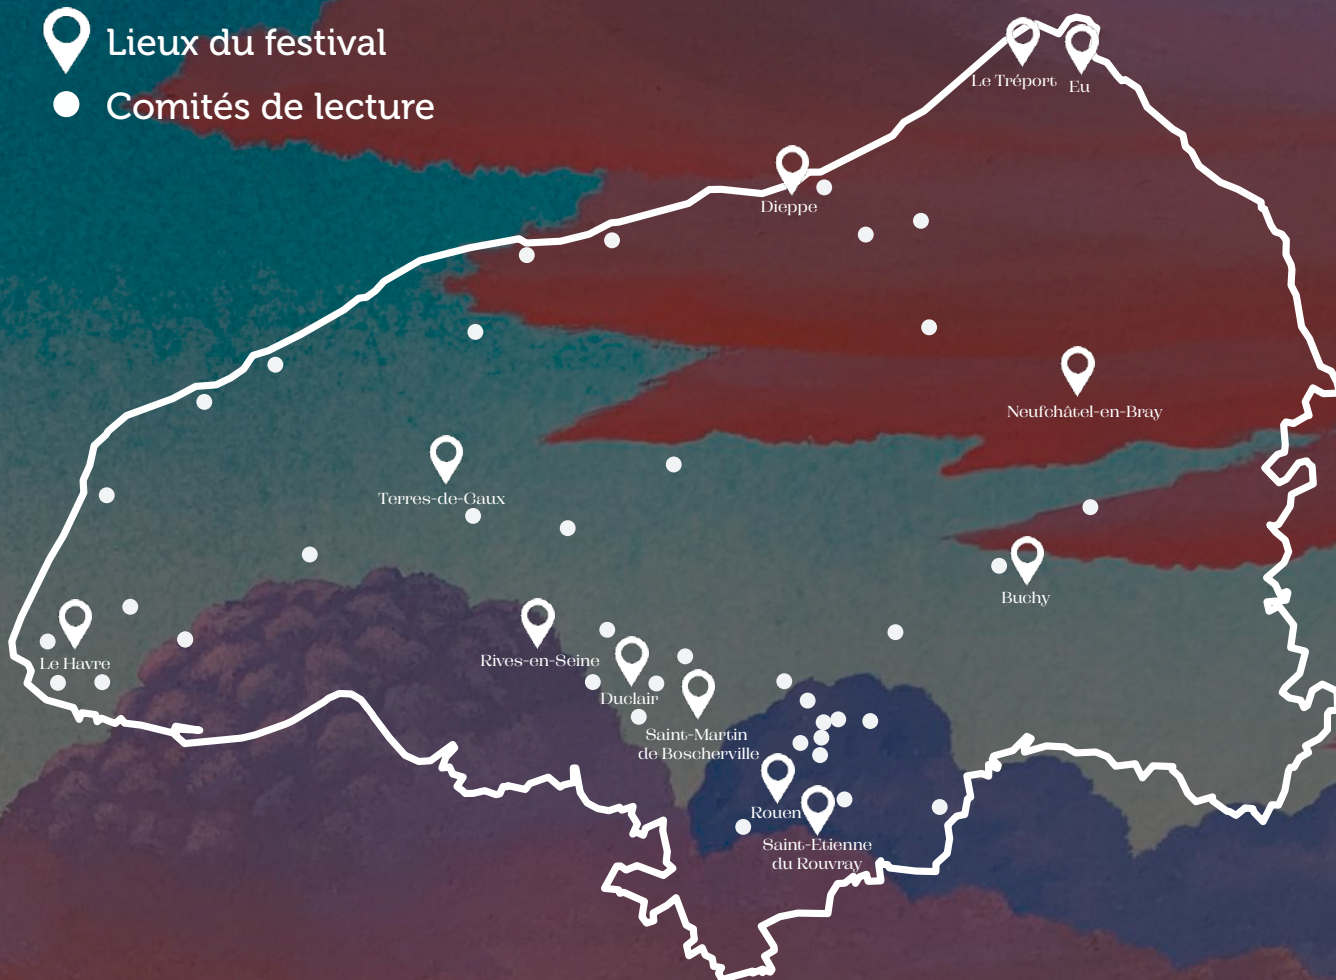 Lieux du festival
Comités de lecture
Le Tréport
Eu
Dieppe
Neufchâtel-en-Bray
Terres-de-Caux
Buchy
Rives-en-Seine
Le Havre
Duclair
Saint-Martin
de Boscherville
Rouen
Saint-Etienne
du Rouvray